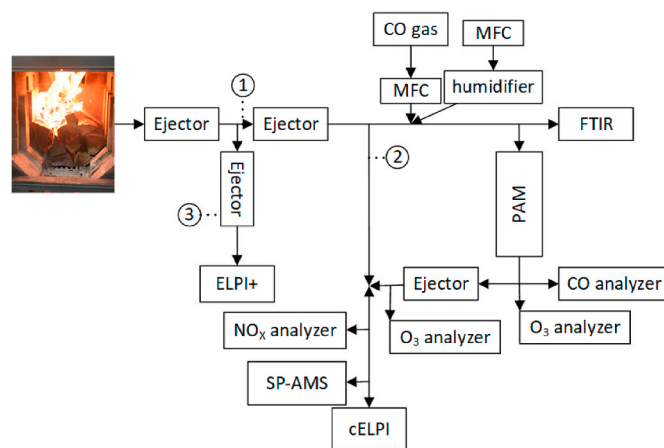 CO gas
MFC
①
MFC
humidifier
Ejector
Ejector
FTIR
②
Ejector
PAM
③
ELPI+
Ejector
CO analyzer
NOX analyzer
O3 analyzer
O3 analyzer
SP-AMS
cELPI